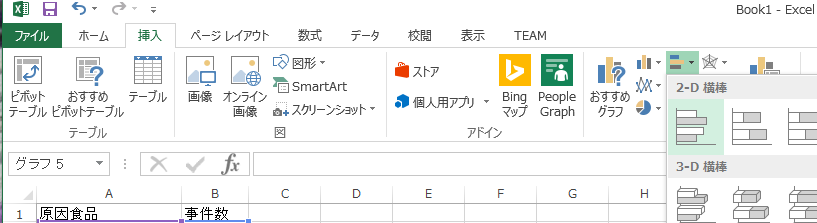 Book1 - Excel
ファイル ホーム 挿入 ページ レイアウト 数式 データ 校閲 表示 TEAM
ピボット
テーブル
おすすめ
ピボットテーブル
テーブル
テーブル
画像
オンライン
画像
図形
SmartArt
スクリーンショット
図
ストア
個人用アプリ
Bing
マップ
People
Graph
アドイン
おすすめ
グラフ
2-D 横棒
3-D 横棒
グラフ 5
fx
A B C D E F G H
1 原因食品 事件数